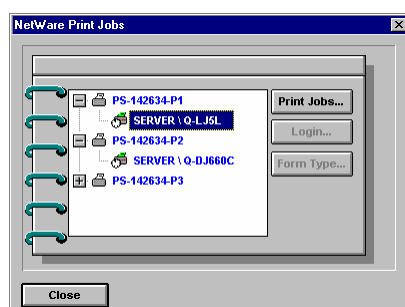 NetWare Print Jobs
PS-142634-P1
SERVER \ Q-LJ5L
PS-142634-P2
SERVER \ Q-DJ660C
PS-142634-P3
Print Jobs...
Login...
Form Type...
Close